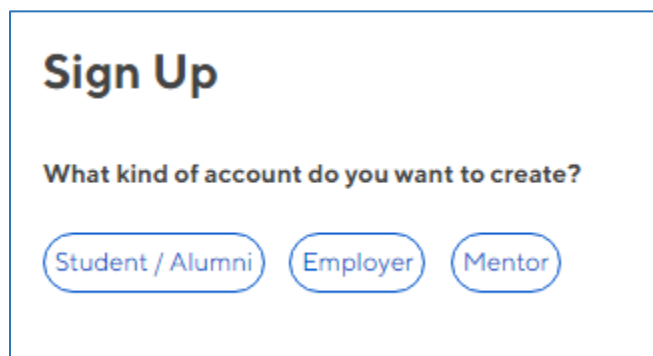 Sign Up
What kind of account do you want to create?
Student / Alumni Employer Mentor